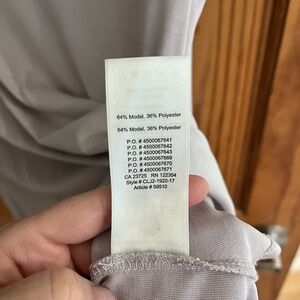 64% Modal, 36% Polyester
64% Modal, 36% Polyester
P.O. # 4500067641
P.O. # 4500067642
P.O. # 4500067643
P.O. # 4500067669
P.O. # 4500067670
P.O. # 4500067671
CA 23725 RN 122354
Style # CLJ2-1920-17
Article # 59510